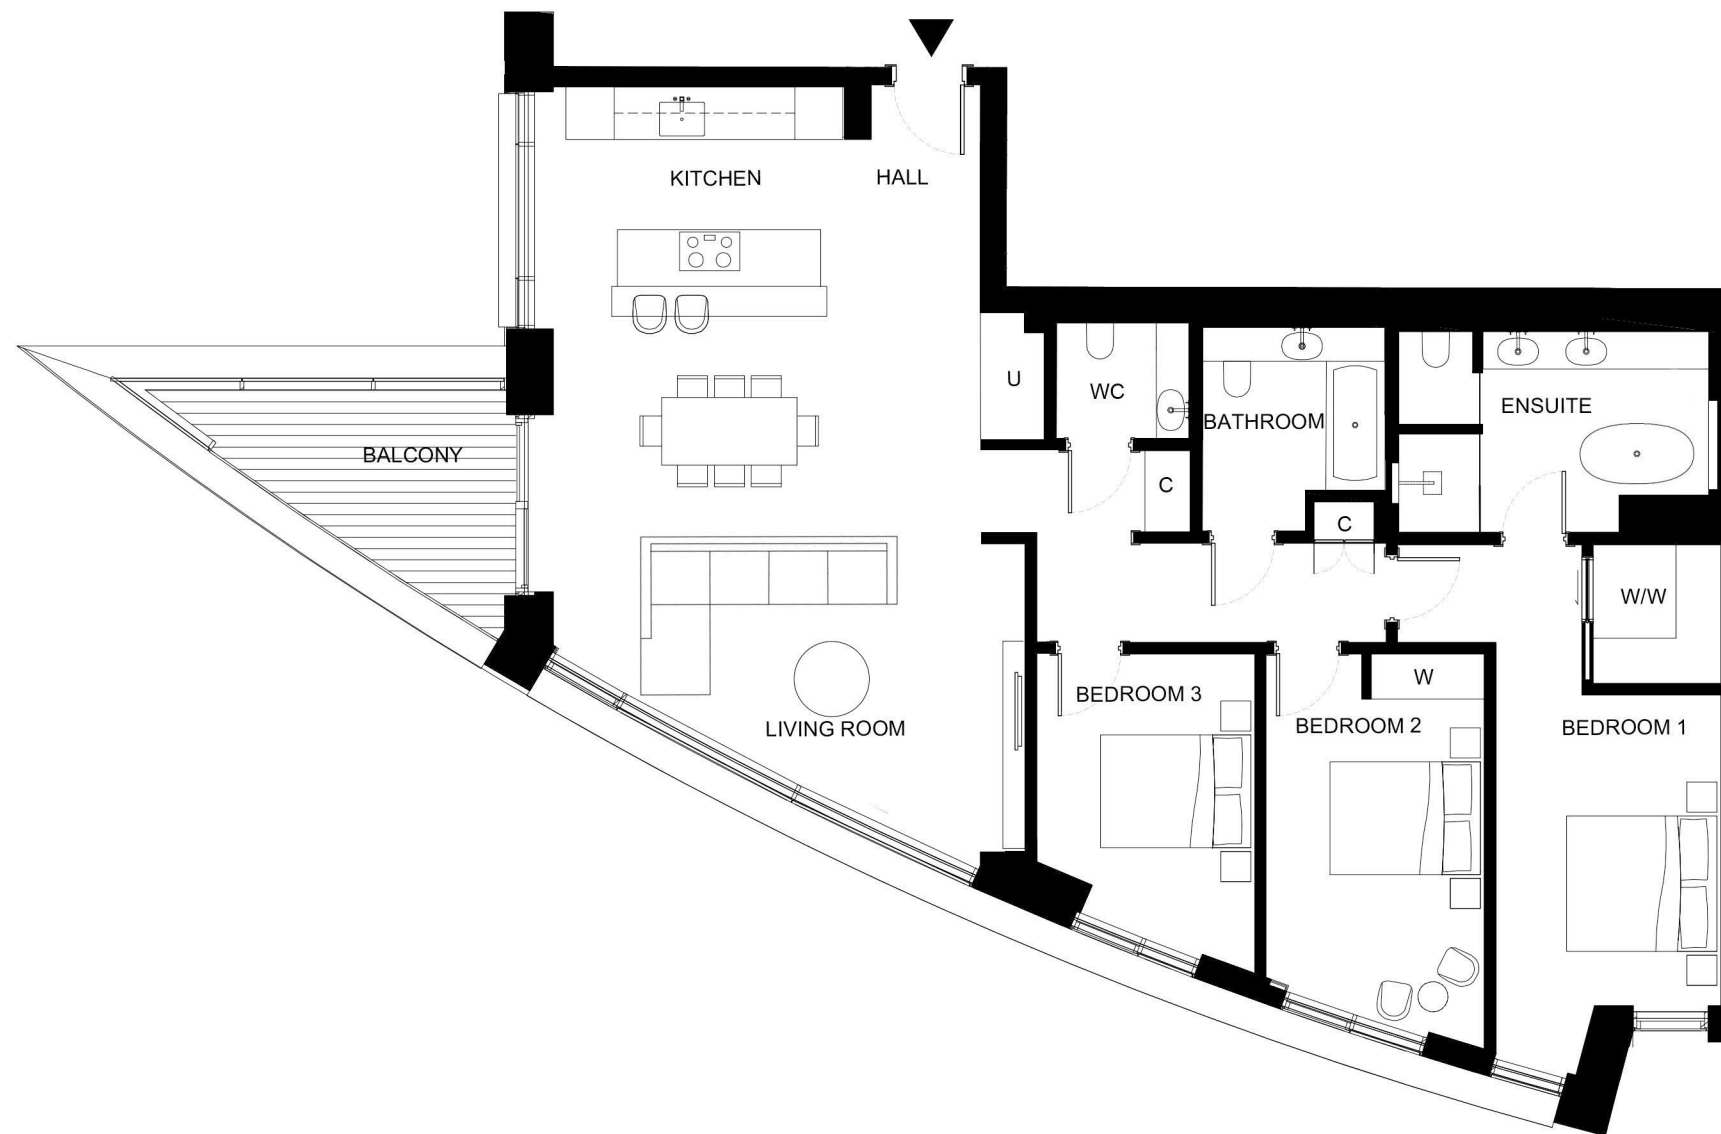 KITCHEN
HALL
U
WC
BATHROOM
ENSUITE
BALCONY
C
C
W/W
W
BEDROOM 3
BEDROOM 2
BEDROOM 1
LIVING ROOM